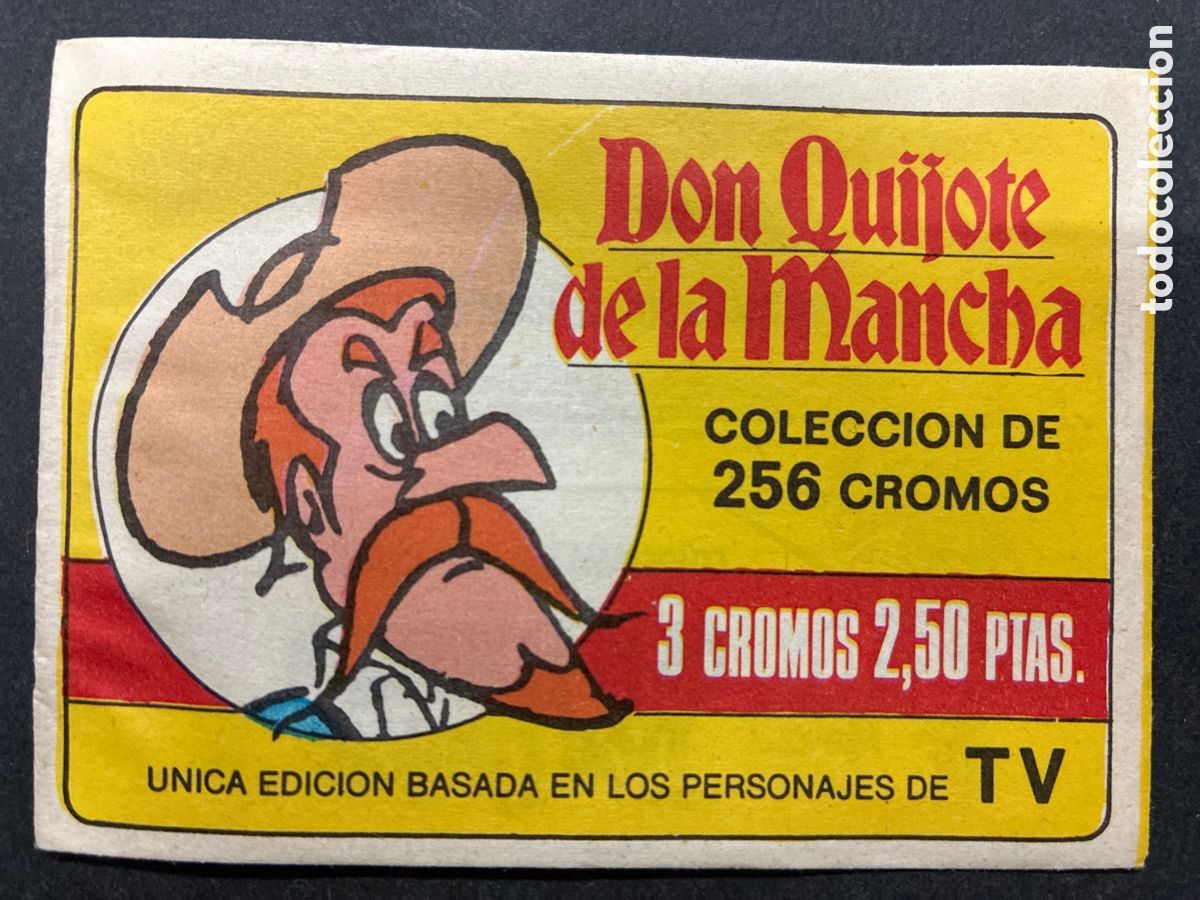 Don Quijote
de la Mancha
COLECCION DE
256 CROMOS
3 CROMOS 2,50 PTAS.
UNICA EDICION BASADA EN LOS PERSONAJES DE TV
todocoleccion